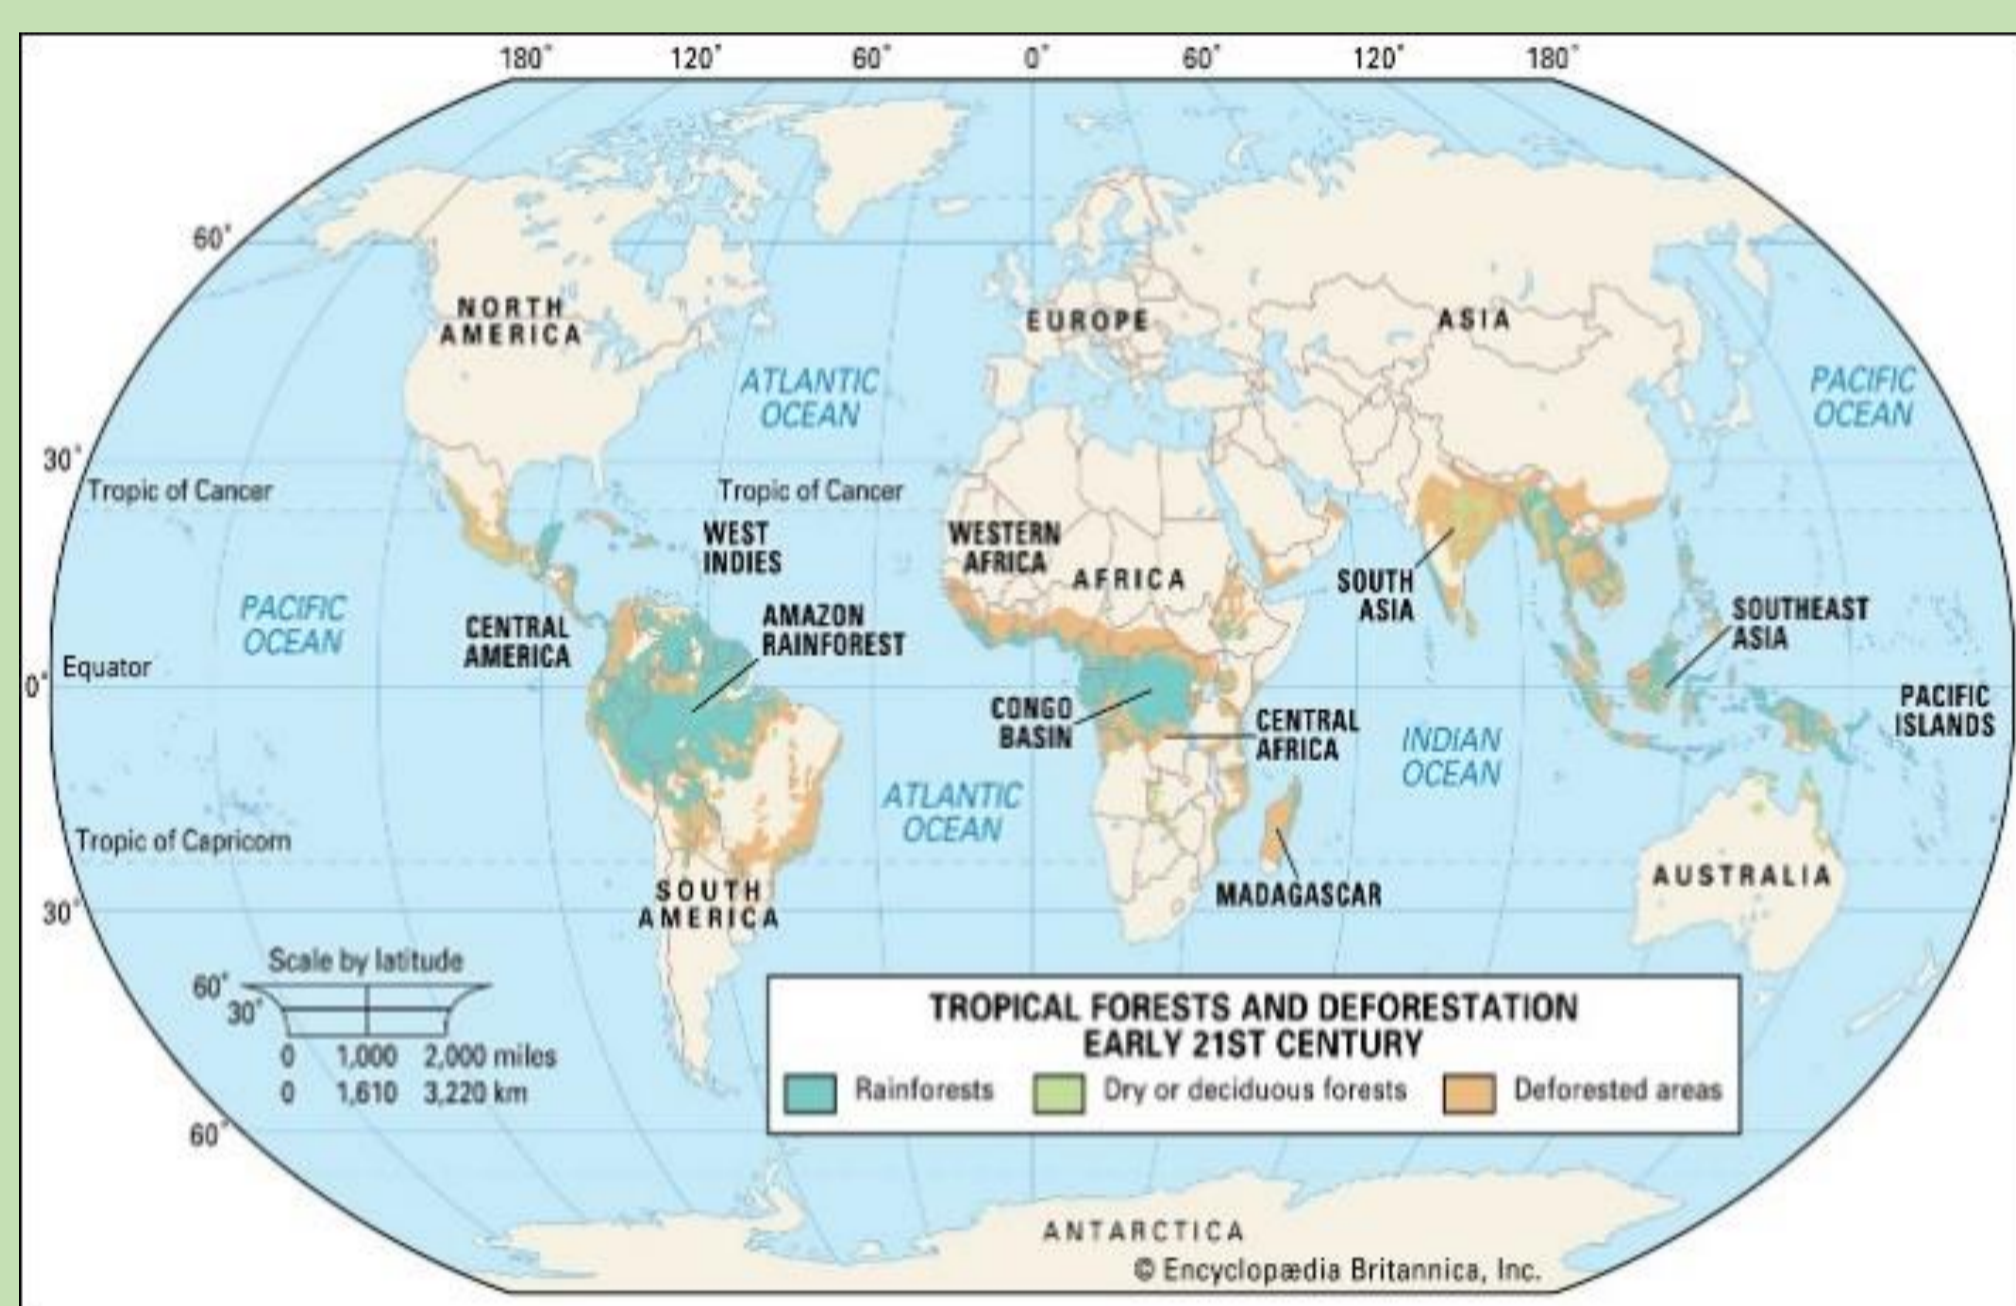 180° 120° 60° 0° 60° 120° 180°
60°
NORTH
AMERICA
EUROPE
ASIA
ATLANTIC
OCEAN
PACIFIC
OCEAN
30°
Tropic of Cancer
Tropic of Cancer
WEST
INDIES
WESTERN
AFRICA
AFRICA
SOUTH
ASIA
SOUTHEAST
ASIA
PACIFIC
OCEAN
CENTRAL
AMERICA
AMAZON
RAINFOREST
Equator
0°
CONGO
BASIN
CENTRAL
AFRICA
INDIAN
OCEAN
PACIFIC
ISLANDS
ATLANTIC
OCEAN
Tropic of Capricorn
MADAGASCAR
AUSTRALIA
SOUTH
AMERICA
30°
Scale by latitude
60°
30°
0 1,000 2,000 miles
0 1,610 3,220 km
60°
TROPICAL FORESTS AND DEFORESTATION
EARLY 21ST CENTURY
Rainforests Dry or deciduous forests Deforested areas
ANTARCTICA
© Encyclopædia Britannica, Inc.